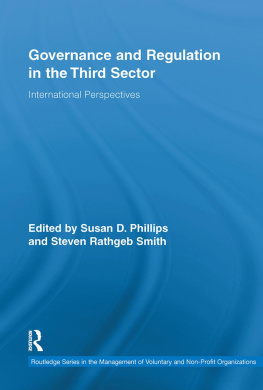 Governance and Regulation
in the Third Sector
International Perspectives
Edited by Susan D. Phillips
and Steven Rathgeb Smith
Routledge
Routledge Series in the Management of Voluntary and Non-Profit Organizations